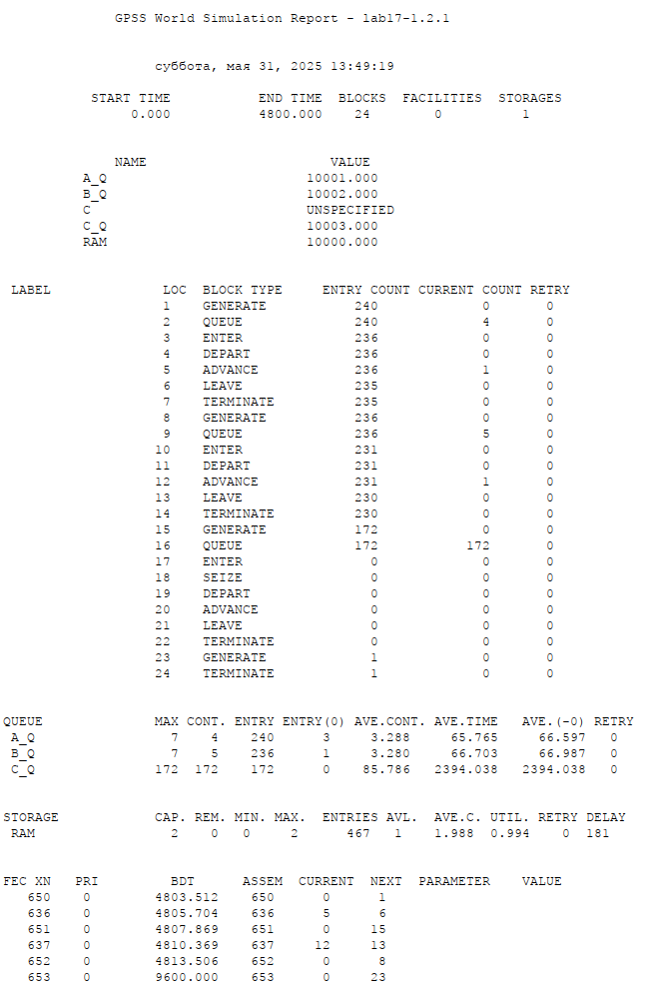 GPSS World Simulation Report - lab17-1.2.1
суббота, мая 31, 2025 13:49:19
START TIME END TIME BLOCKS FACILITIES STORAGES
0.000 4800.000 24 0 1
NAME VALUE
A_Q 10001.000
B_Q 10002.000
C UNSPECIFIED
C_Q 10003.000
RAM 10000.000
LABEL LOC BLOCK TYPE ENTRY COUNT CURRENT COUNT RETRY
1 GENERATE 240 0 0
2 QUEUE 240 4 0
3 ENTER 236 0 0
4 DEPART 236 0 0
5 ADVANCE 236 1 0
6 LEAVE 235 0 0
7 TERMINATE 235 0 0
8 GENERATE 236 0 0
9 QUEUE 236 5 0
10 ENTER 231 0 0
11 DEPART 231 0 0
12 ADVANCE 231 1 0
13 LEAVE 230 0 0
14 TERMINATE 230 0 0
15 GENERATE 172 0 0
16 QUEUE 172 172 0
17 ENTER 0 0 0
18 SEIZE 0 0 0
19 DEPART 0 0 0
20 ADVANCE 0 0 0
21 LEAVE 0 0 0
22 TERMINATE 0 0 0
23 GENERATE 1 0 0
24 TERMINATE 1 0 0
QUEUE MAX CONT. ENTRY ENTRY(0) AVE.CONT. AVE.TIME AVE.(-0) RETRY
A_Q 7 4 240 3 3.288 65.765 66.597 0
B_Q 7 5 236 1 3.280 66.703 66.987 0
C_Q 172 172 172 0 85.786 2394.038 2394.038 0
STORAGE CAP. REM. MIN. MAX. ENTRIES AVL. AVE.C. UTIL. RETRY DELAY
RAM 2 0 0 2 467 1 1.988 0.994 0 181
FEC XN PRI BDT ASSEM CURRENT NEXT PARAMETER VALUE
650 0 4803.512 650 0 1
636 0 4805.704 636 5 6
651 0 4807.869 651 0 15
637 0 4810.369 637 12 13
652 0 4813.506 652 0 8
653 0 9600.000 653 0 23